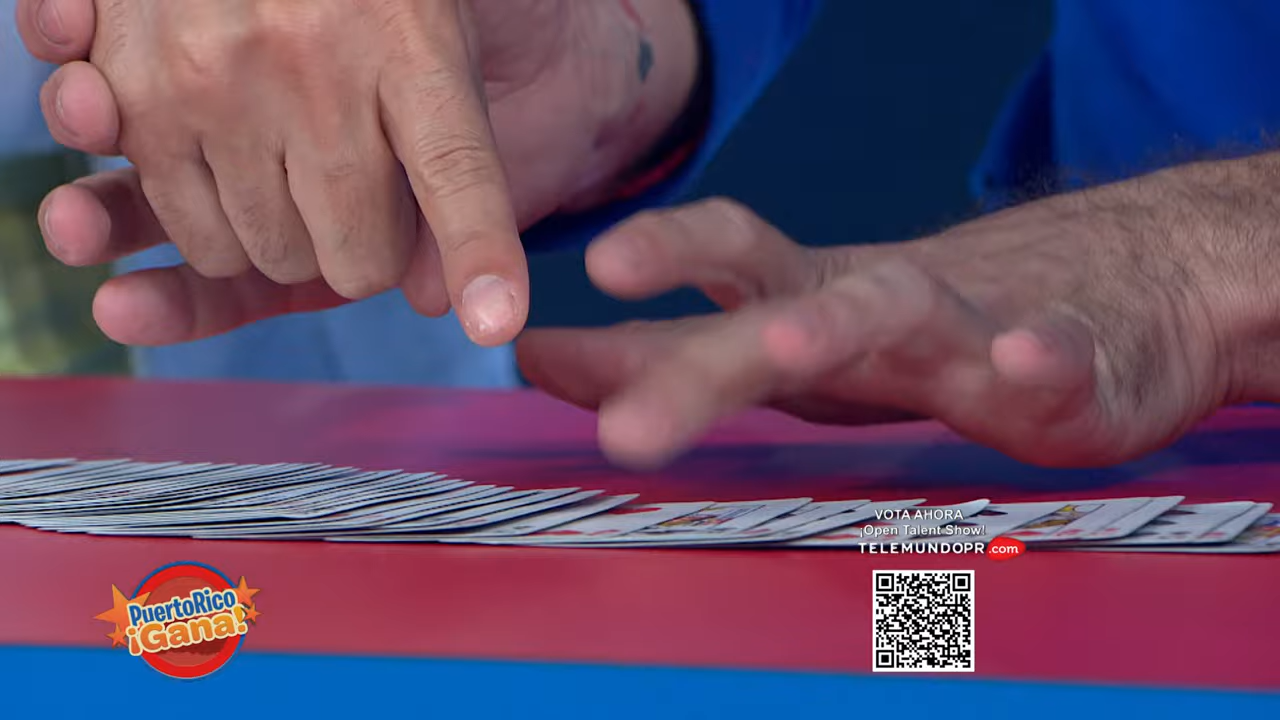 VOTA AHORA
¡Open Talent Show!
TELEMUNDOPR.com
PuertoRico
¡Gana!